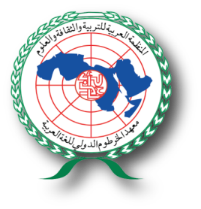 المنظمة العربية للتربية والثقافة والعلوم
معهد الخرطوم الدولي للغة العربية